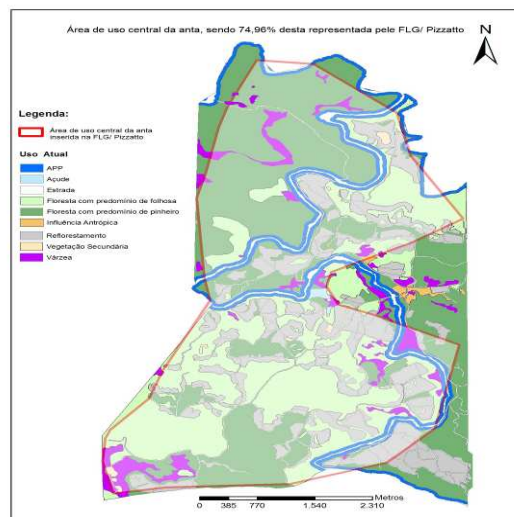 Área de uso central da anta, sendo 74,96% desta representada pele FLG/ Pizzatto
N
Legenda:
Área de uso central da anta
inserida na FLG/ Pizzatto
Uso Atual
APP
Açude
Estrada
Floresta com predomínio de folhosa
Floresta com predomínio de pinheiro
Influência Antrópica
Reflorestamento
Vegetação Secundária
Várzea
Metros
0 385 770 1.540 2.310